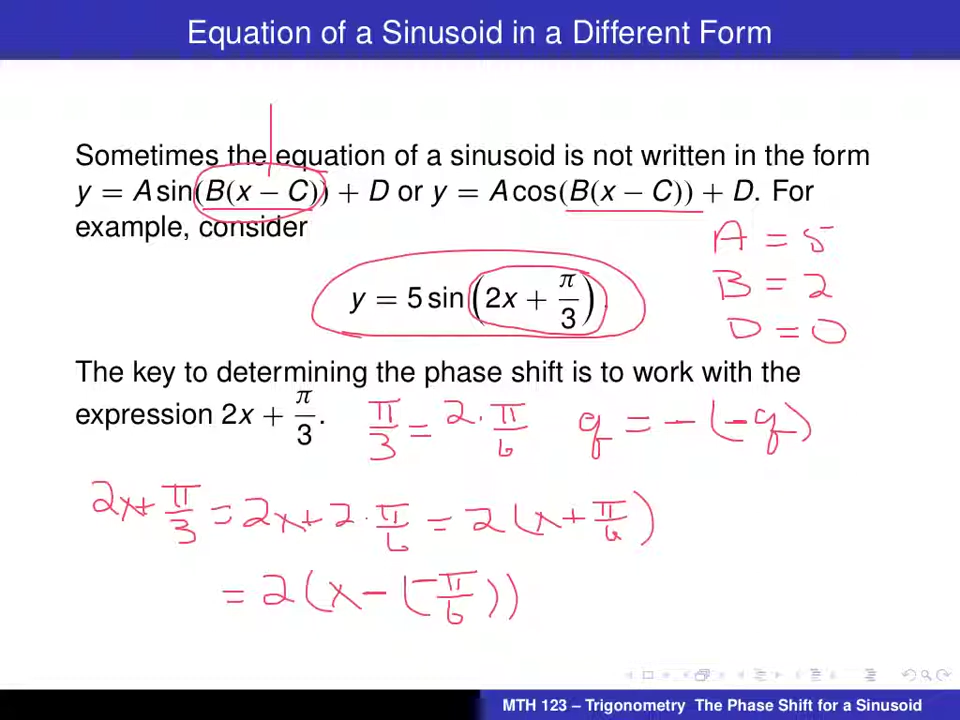 Equation of a Sinusoid in a Different Form
Sometimes the equation of a sinusoid is not written in the form
y = A sin(B(x − C)) + D or y = A cos(B(x − C)) + D. For
example, consider
A = 5
B = 2
D = 0
y = 5 sin(2x + π/3).
The key to determining the phase shift is to work with the
expression 2x + π/3.
π/3 = 2 · π/6 q = −(−q)
2x + π/3 = 2x + 2 · π/6 = 2(x + π/6)
= 2(x − (−π/6))
MTH 123 – Trigonometry The Phase Shift for a Sinusoid